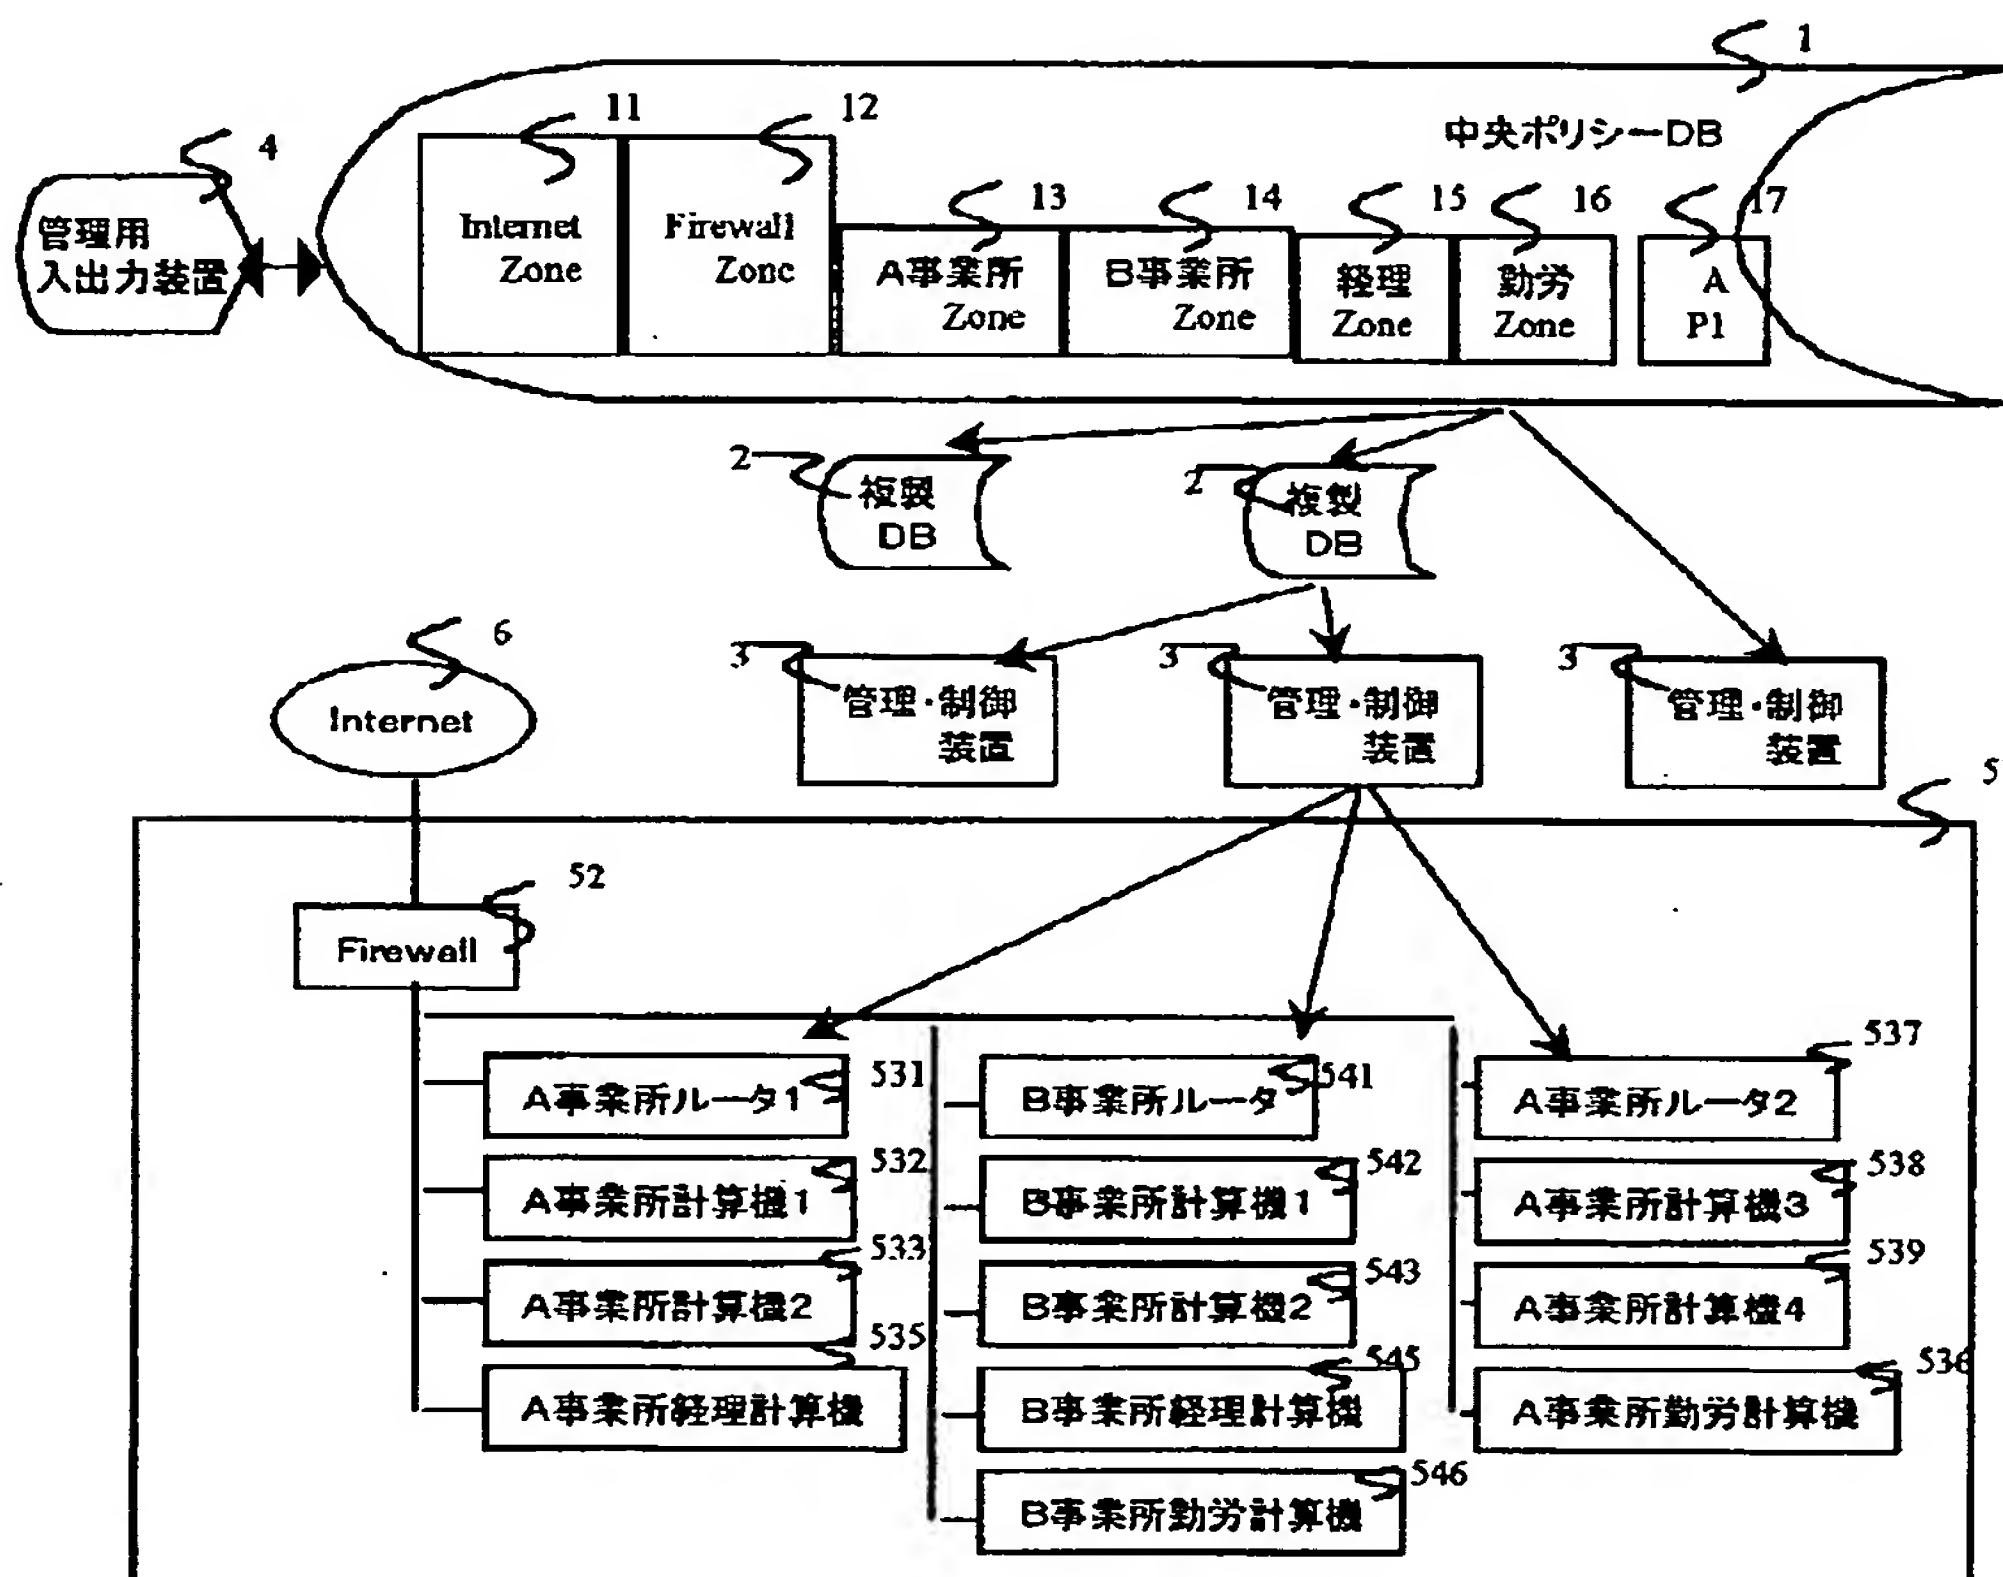 1
11
12
中央ポリシーDB
4
管理用
入出力装置
Internet
Zone
Firewall
Zone
13
14
15
16
17
A事業所
Zone
B事業所
Zone
経理
Zone
勤労
Zone
A
P1
2
複製
DB
2
複製
DB
6
Internet
3
管理・制御
装置
3
管理・制御
装置
3
管理・制御
装置
5
52
Firewall
531
A事業所ルータ1
541
B事業所ルータ
537
A事業所ルータ2
532
A事業所計算機1
542
B事業所計算機1
538
A事業所計算機3
533
A事業所計算機2
543
B事業所計算機2
539
A事業所計算機4
535
A事業所経理計算機
545
B事業所経理計算機
536
A事業所勤労計算機
546
B事業所勤労計算機